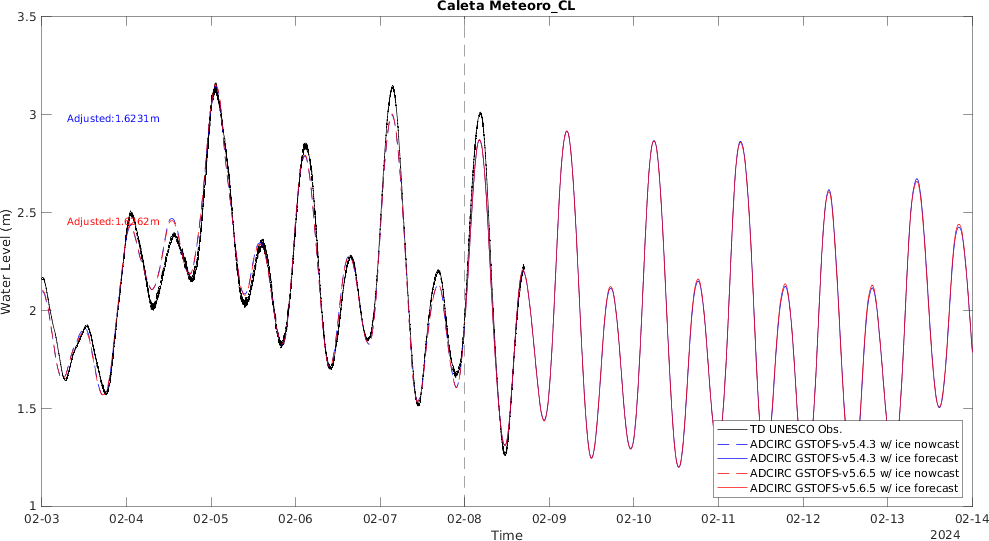 Caleta Meteoro_CL
Water Level (m)
3.5
3
2.5
2
1.5
1
Adjusted:1.6231m
Adjusted:1.6262m
TD UNESCO Obs.
ADCIRC GSTOFS-v5.4.3 w/ ice nowcast
ADCIRC GSTOFS-v5.4.3 w/ ice forecast
ADCIRC GSTOFS-v5.6.5 w/ ice nowcast
ADCIRC GSTOFS-v5.6.5 w/ ice forecast
02-03 02-04 02-05 02-06 02-07 02-08 02-09 02-10 02-11 02-12 02-13 02-14
Time
2024